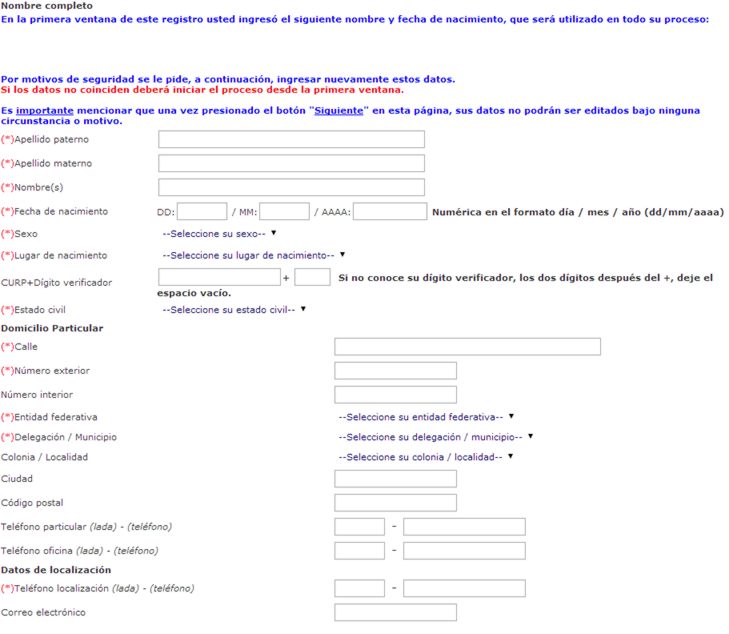 Nombre completo
En la primera ventana de este registro usted ingresó el siguiente nombre y fecha de nacimiento, que será utilizado en todo su proceso:
Por motivos de seguridad se le pide, a continuación, ingresar nuevamente estos datos.
Si los datos no coinciden deberá iniciar el proceso desde la primera ventana.
Es importante mencionar que una vez presionado el botón "Siguiente" en esta página, sus datos no podrán ser editados bajo ninguna
circunstancia o motivo.
(*)Apellido paterno
(*)Apellido materno
(*)Nombre(s)
(*)Fecha de nacimiento DD: / MM: / AAAA: Numérica en el formato día / mes / año (dd/mm/aaaa)
(*)Sexo --Seleccione su sexo-- ▼
(*)Lugar de nacimiento --Seleccione su lugar de nacimiento-- ▼
CURP+Dígito verificador + Si no conoce su dígito verificador, los dos dígitos después del +, deje el
espacio vacío.
(*)Estado civil --Seleccione su estado civil-- ▼
Domicilio Particular
(*)Calle
(*)Número exterior
Número interior
(*)Entidad federativa --Seleccione su entidad federativa-- ▼
(*)Delegación / Municipio --Seleccione su delegación / municipio-- ▼
Colonia / Localidad --Seleccione su colonia / localidad-- ▼
Ciudad
Código postal
Teléfono particular (lada) - (teléfono) -
Teléfono oficina (lada) - (teléfono) -
Datos de localización
(*)Teléfono localización (lada) - (teléfono) -
Correo electrónico